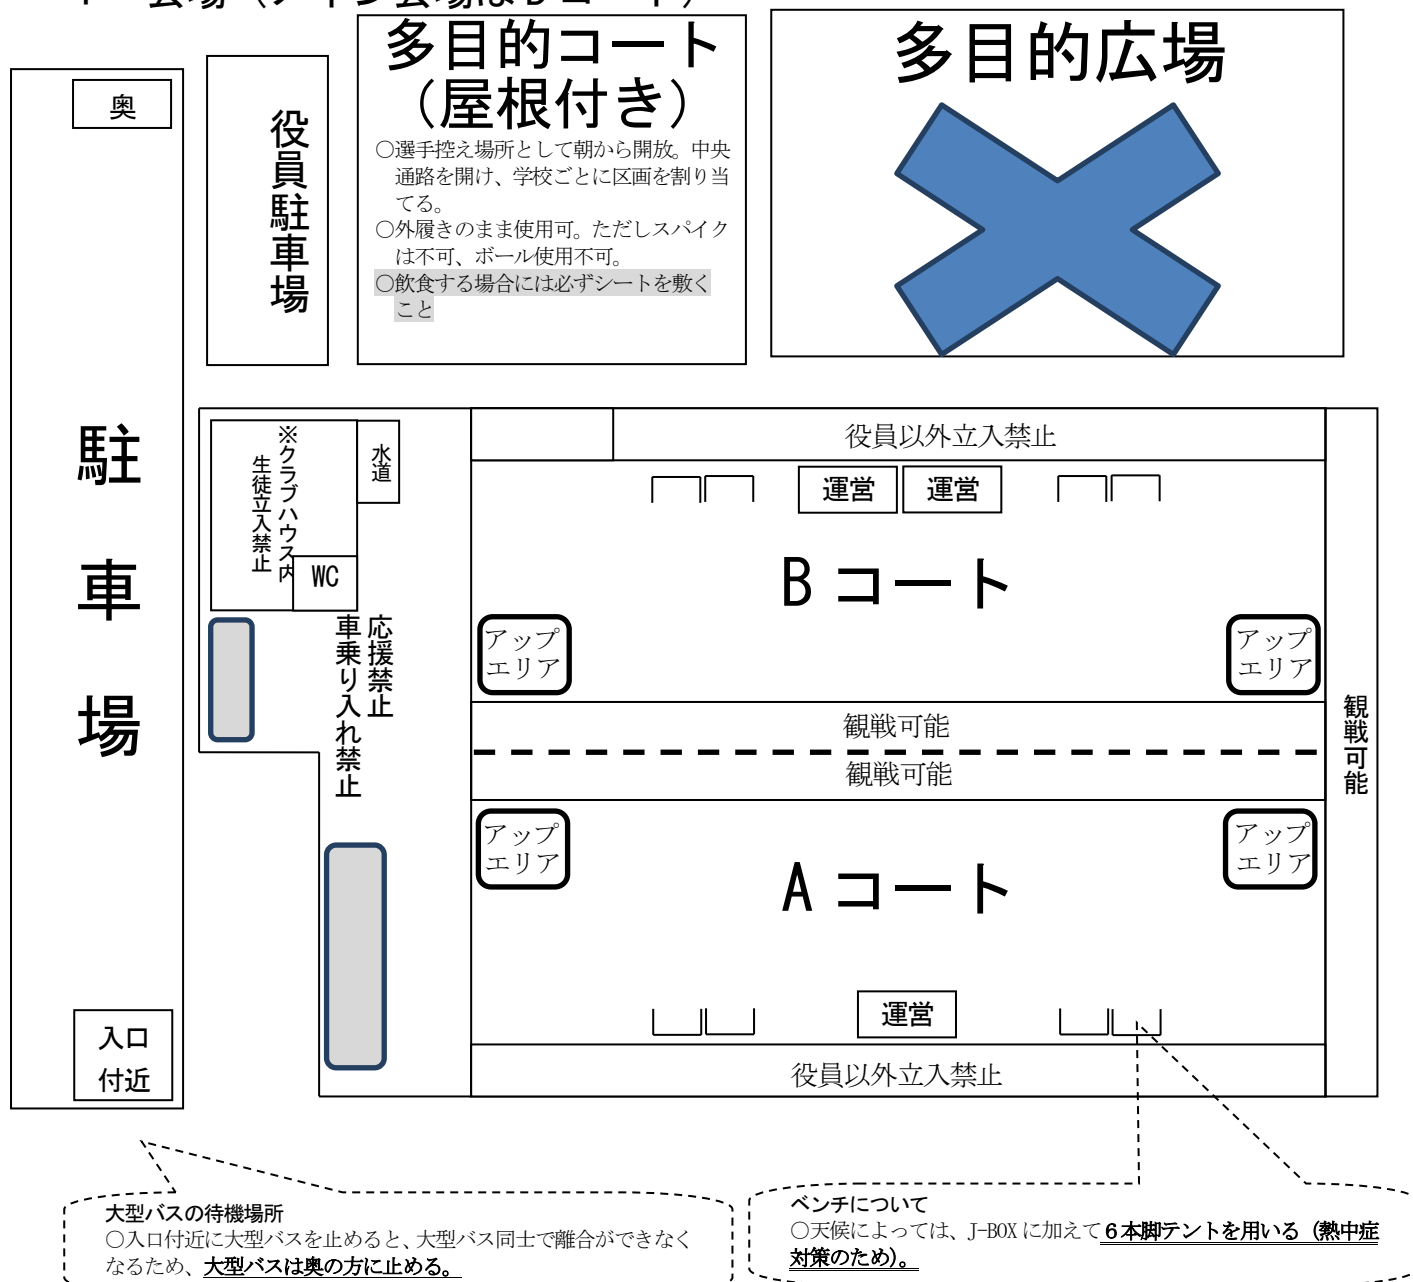 会場（メイン会場はBコート）
奥
役員駐車場
多目的コート
（屋根付き）
○選手控え場所として朝から開放。中央
通路を開け、学校ごとに区画を割り当
てる。
○外履きのまま使用可。ただしスパイク
は不可、ボール使用不可。
○飲食する場合には必ずシートを敷く
こと
多目的広場
駐車場
※クラブハウス内
生徒立入禁止
水道
WC
応援禁止
車乗り入れ禁止
役員以外立入禁止
運営
運営
Bコート
アップ
エリア
アップ
エリア
観戦可能
観戦可能
観戦可能
アップ
エリア
アップ
エリア
Aコート
運営
役員以外立入禁止
入口
付近
大型バスの待機場所
○入口付近に大型バスを止めると、大型バス同士で離合ができなく
なるため、大型バスは奥の方に止める。
ベンチについて
○天候によっては、J-BOXに加えて６本脚テントを用いる（熱中症
対策のため）。